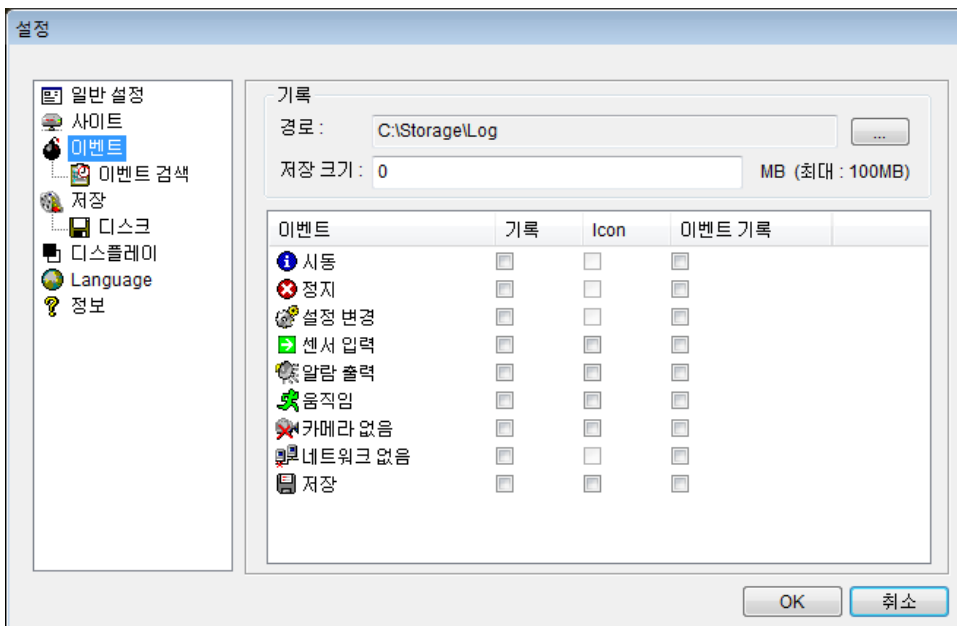 설정
일반 설정
사이트
이벤트
이벤트 검색
저장
디스크
디스플레이
Language
정보
기록
경로 : C:\Storage\Log ...
저장 크기 : 0 MB (최대 : 100MB)
이벤트 기록 Icon 이벤트 기록
시동
정지
설정 변경
센서 입력
알람 출력
움직임
카메라 없음
네트워크 없음
저장
OK 취소